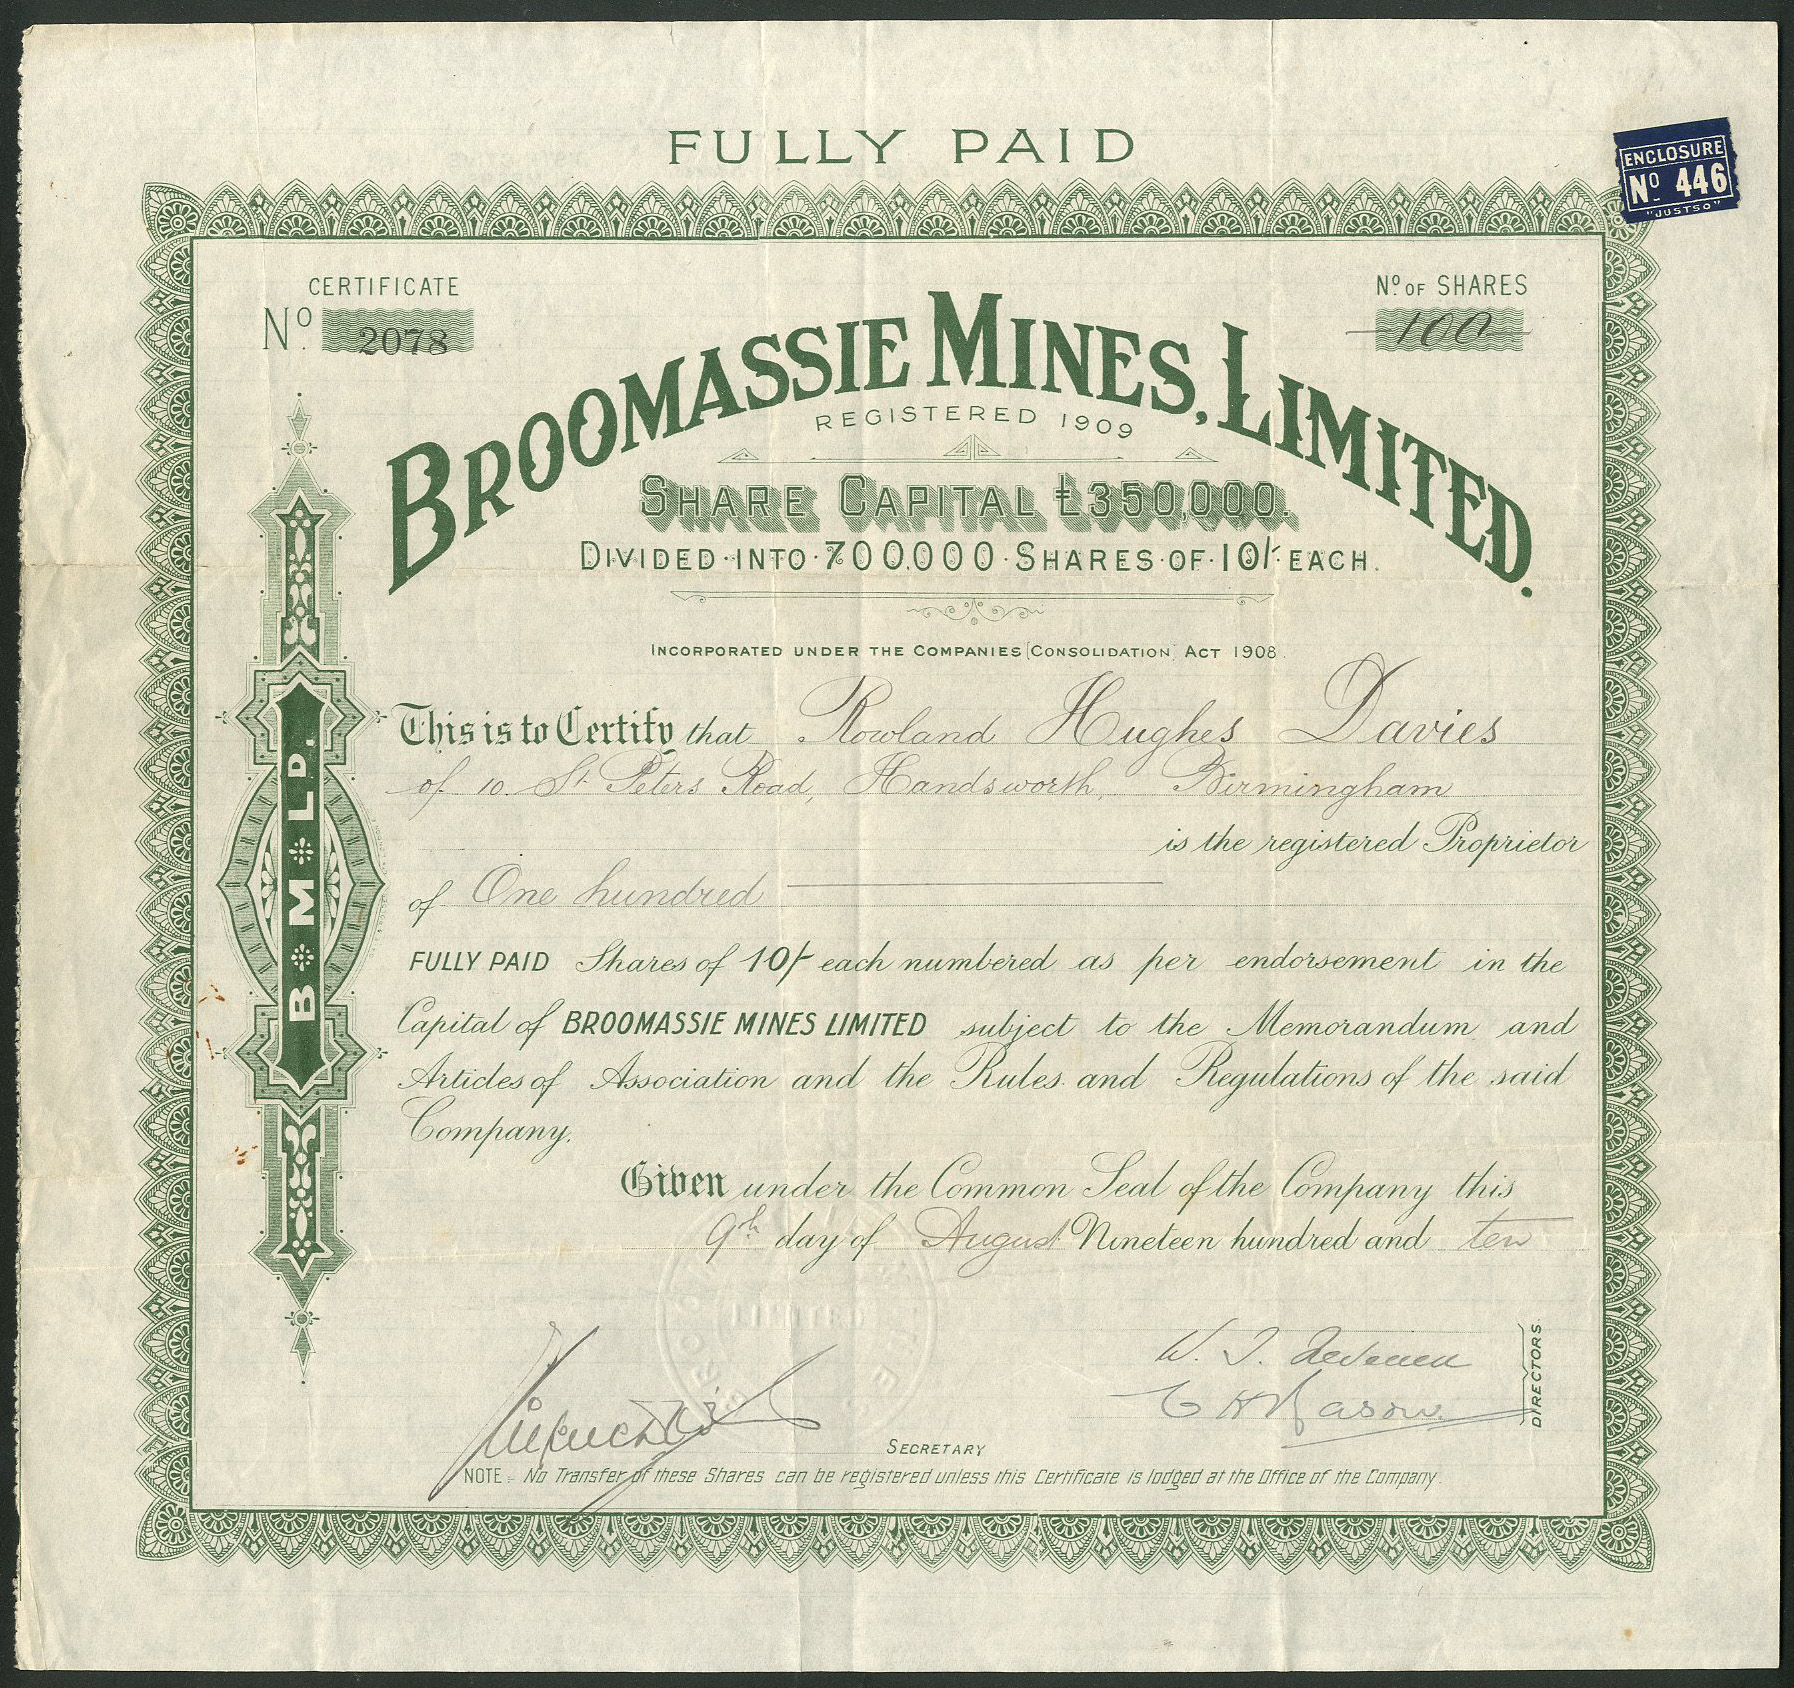 FULLY PAID
ENCLOSURE
No 446
"JUSTSO"
CERTIFICATE
No 2078
No. OF SHARES
100
BROOMASSIE MINES, LIMITED.
REGISTERED 1909
SHARE CAPITAL £350,000.
DIVIDED·INTO·700,000·SHARES·OF·10/-EACH.
INCORPORATED UNDER THE COMPANIES [CONSOLIDATION] ACT 1908.
B M LD.
This is to Certify that Rowland Hughes Davies
of 10. St. Peters Road, Handsworth, Birmingham
is the registered Proprietor
of One hundred
FULLY PAID Shares of 10/- each numbered as per endorsement in the
Capital of BROOMASSIE MINES LIMITED subject to the Memorandum and
Articles of Association and the Rules and Regulations of the said
Company.
Given under the Common Seal of the Company this
9th day of August Nineteen hundred and ten
LIMITED
W. J.
DIRECTORS.
SECRETARY
NOTE:- No Transfer of these Shares can be registered unless this Certificate is lodged at the Office of the Company